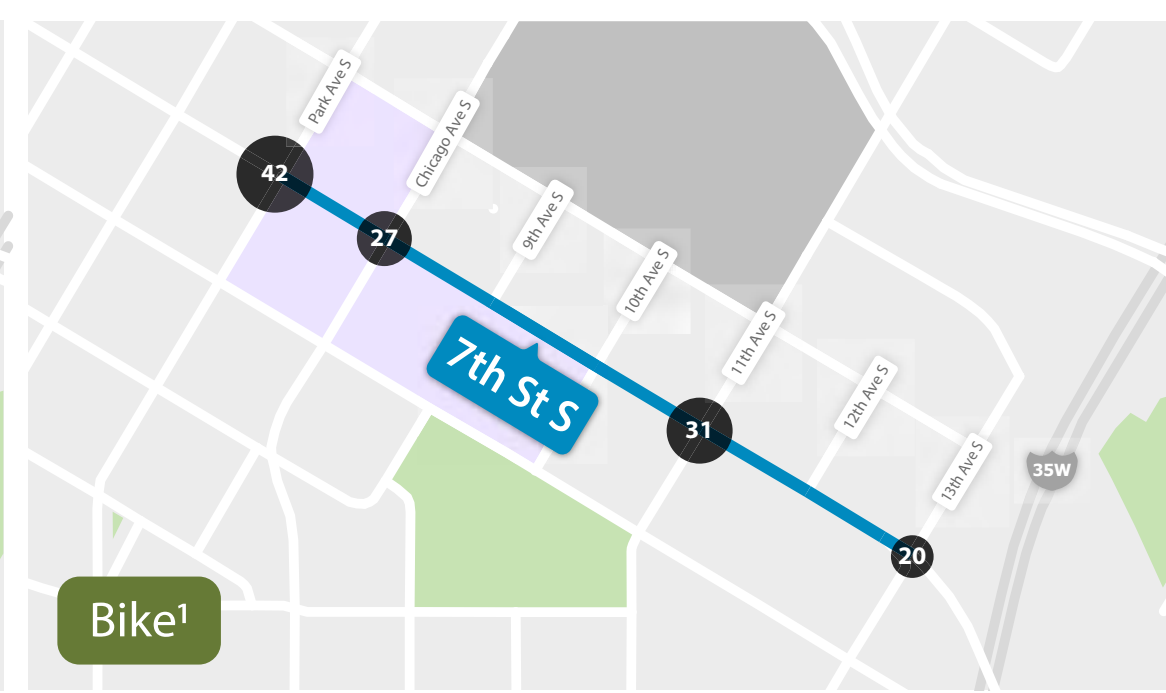 Park Ave S
Chicago Ave S
42
9th Ave S
27
10th Ave S
11th Ave S
7th St S
12th Ave S
31
13th Ave S
35W
20
Bike¹